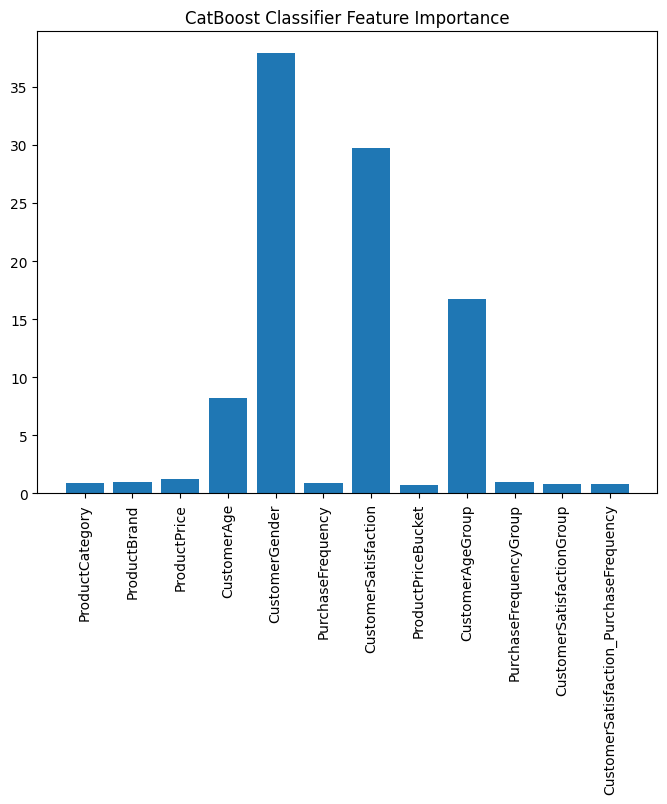 CatBoost Classifier Feature Importance
35
30
25
20
15
10
5
0
ProductCategory
ProductBrand
ProductPrice
CustomerAge
CustomerGender
PurchaseFrequency
CustomerSatisfaction
ProductPriceBucket
CustomerAgeGroup
PurchaseFrequencyGroup
CustomerSatisfactionGroup
CustomerSatisfaction_PurchaseFrequency